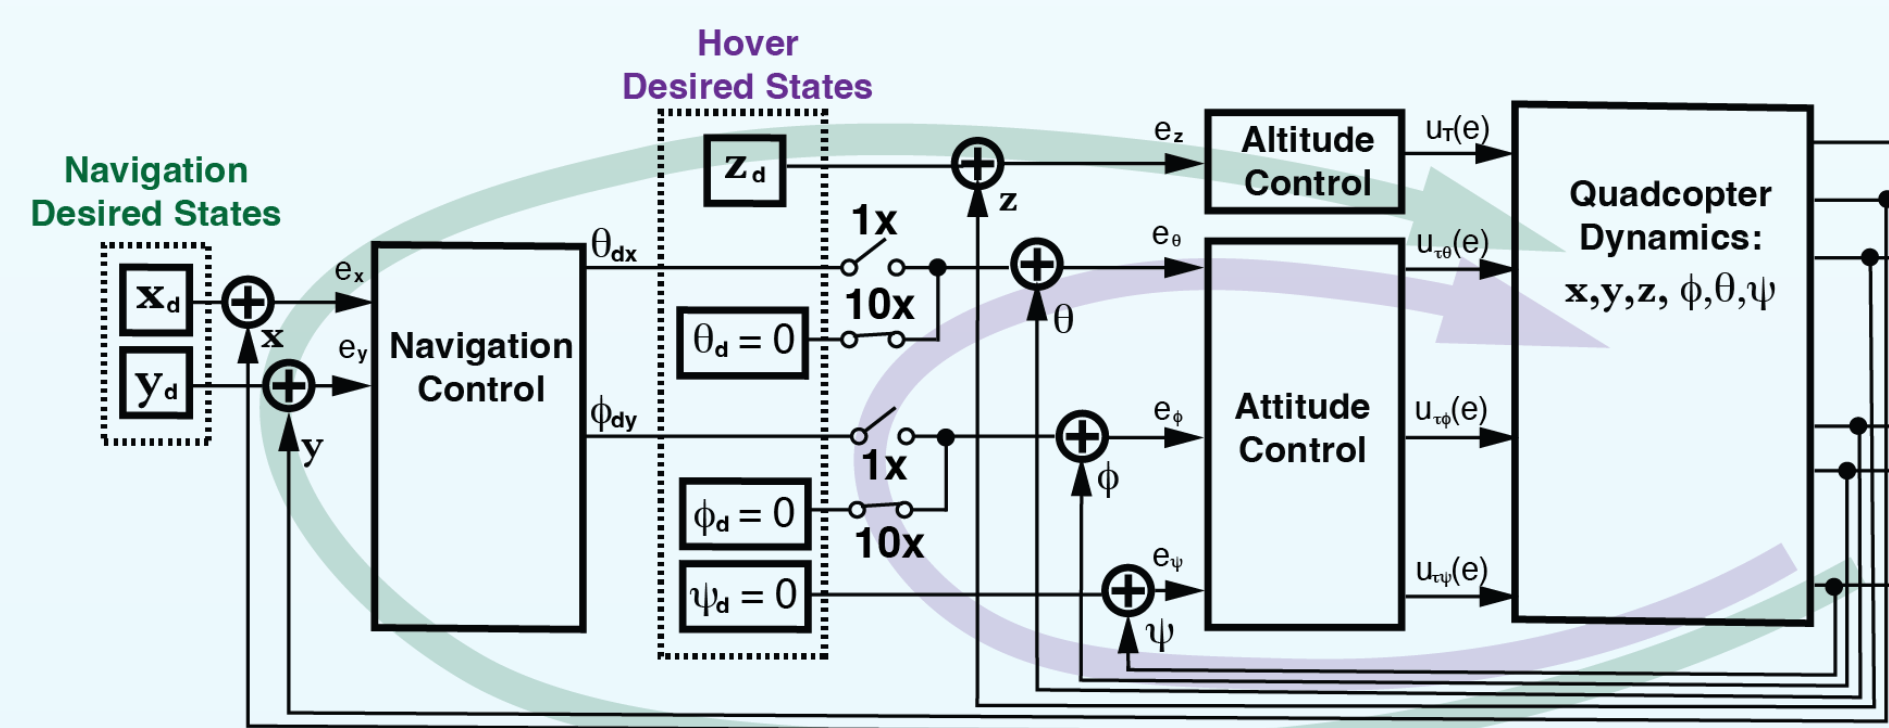 Hover
Desired States
Navigation
Desired States
x_d
y_d
x
y
e_x
e_y
Navigation
Control
θ_dx
ϕ_dy
z_d
θ_d = 0
ϕ_d = 0
ψ_d = 0
1x
10x
1x
10x
z
θ
ϕ
ψ
e_z
e_θ
e_ϕ
e_ψ
Altitude
Control
Attitude
Control
u_T(e)
u_τθ(e)
u_τϕ(e)
u_τψ(e)
Quadcopter
Dynamics:
x,y,z, ϕ,θ,ψ